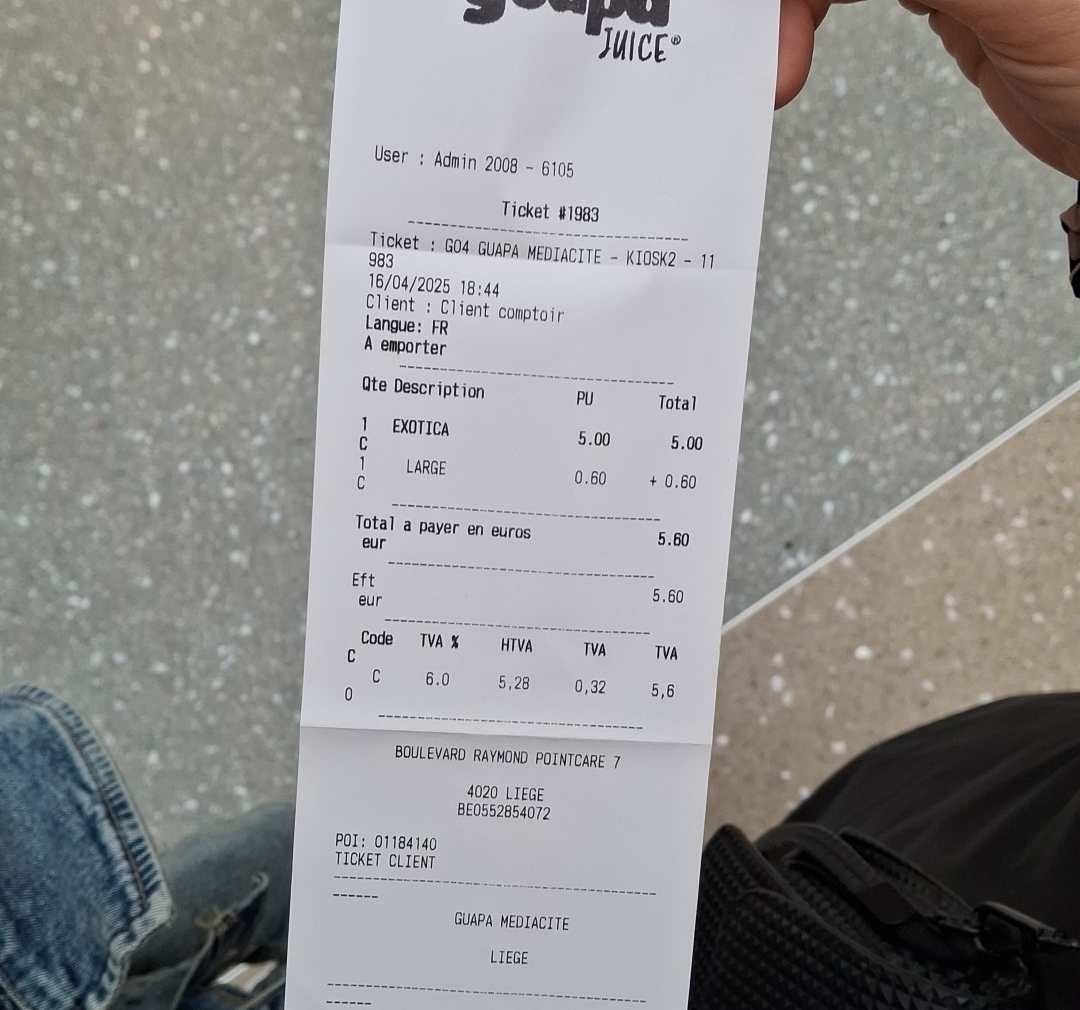 guapa
JUICE®
User : Admin 2008 - 6105
Ticket #1983
Ticket : GO4 GUAPA MEDIACITE - KIOSK2 - 11
983
16/04/2025 18:44
Client : Client comptoir
Langue: FR
A emporter
Qte Description PU Total
1 EXOTICA 5.00 5.00
C
1 LARGE 0.60 + 0.60
C
Total a payer en euros 5.60
eur
Eft 5.60
eur
Code TVA % HTVA TVA TVA
C
C 6.0 5,28 0,32 5,6
O
BOULEVARD RAYMOND POINTCARE 7
4020 LIEGE
BE0552854072
POI: 01184140
TICKET CLIENT
GUAPA MEDIACITE
LIEGE